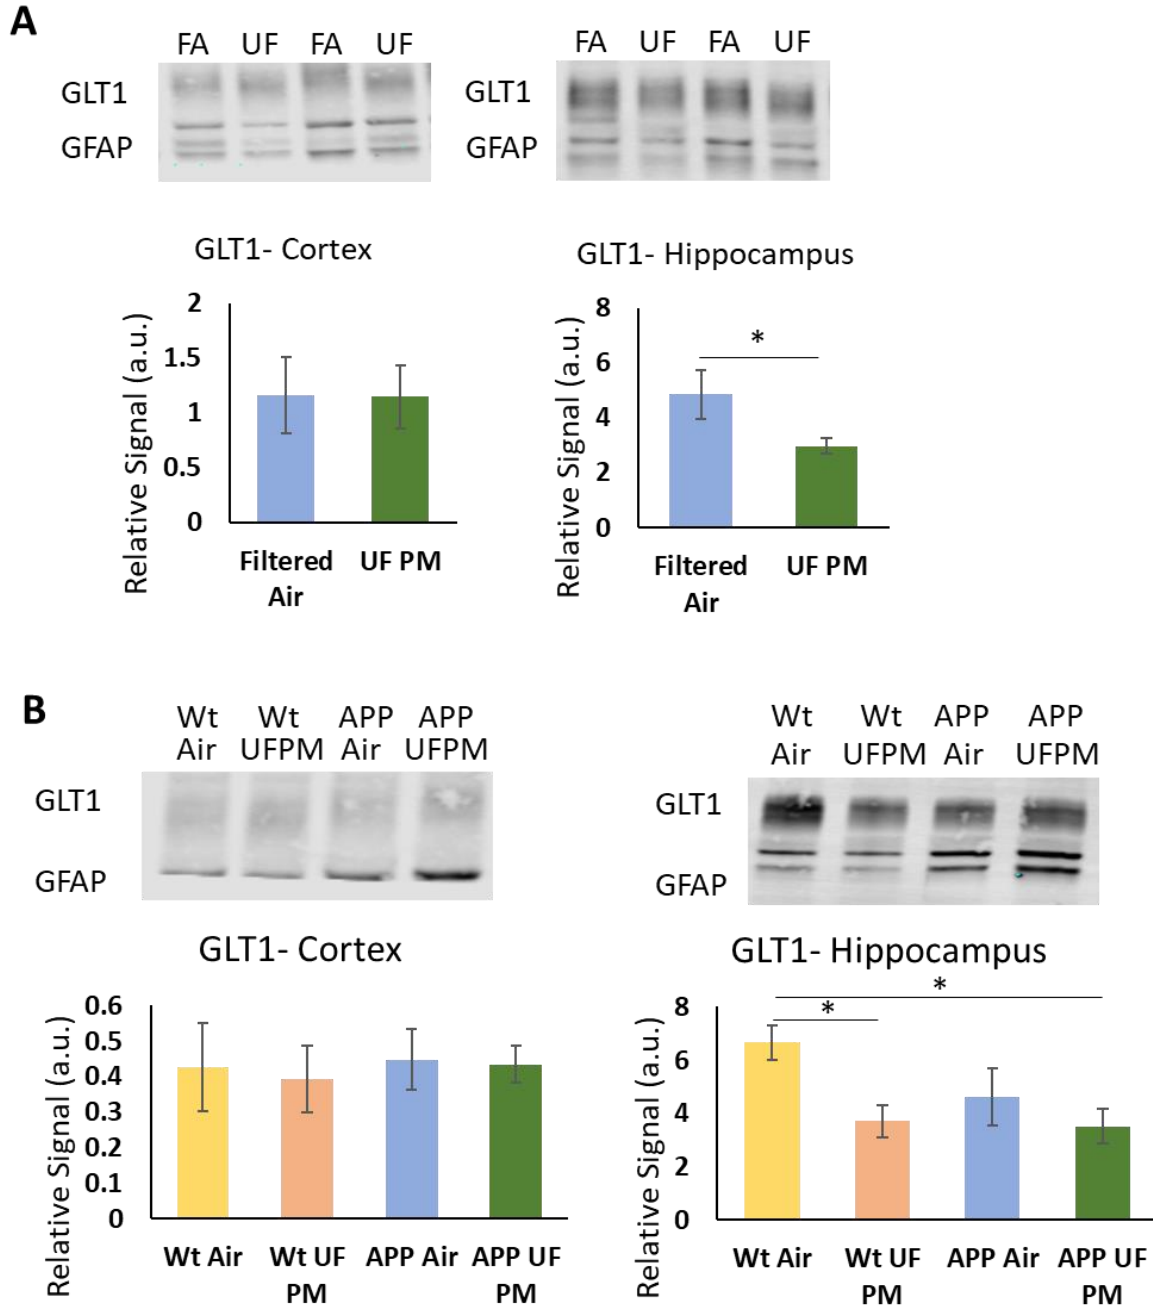 A
FA UF FA UF
GLT1
GFAP
FA UF FA UF
GLT1
GFAP
GLT1- Cortex
Relative Signal (a.u.)
2
1.5
1
0.5
0
Filtered
Air
UF PM
GLT1- Hippocampus
Relative Signal (a.u.)
8
6
4
2
0
*
Filtered
Air
UF PM
B
Wt Wt APP APP
Air UFPM Air UFPM
GLT1
GFAP
Wt Wt APP APP
Air UFPM Air UFPM
GLT1
GFAP
GLT1- Cortex
Relative Signal (a.u.)
0.6
0.5
0.4
0.3
0.2
0.1
0
Wt Air Wt UF APP Air APP UF
PM PM
GLT1- Hippocampus
Relative Signal (a.u.)
8
6
4
2
0
*
*
Wt Air Wt UF APP Air APP UF
PM PM